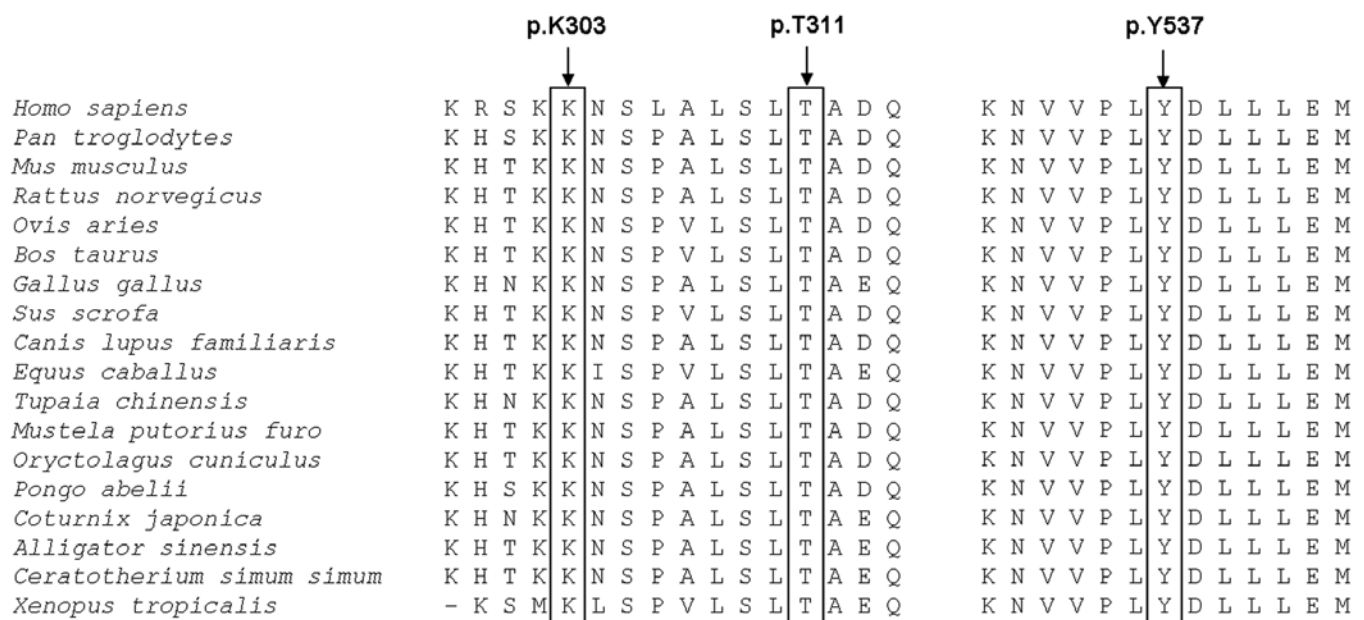 p.K303 p.T311 p.Y537
Homo sapiens K R S K K N S L A L S L T A D Q K N V V P L Y D L L L E M
Pan troglodytes K H S K K N S P A L S L T A D Q K N V V P L Y D L L L E M
Mus musculus K H T K K N S P A L S L T A D Q K N V V P L Y D L L L E M
Rattus norvegicus K H T K K N S P A L S L T A D Q K N V V P L Y D L L L E M
Ovis aries K H T K K N S P V L S L T A D Q K N V V P L Y D L L L E M
Bos taurus K H T K K N S P V L S L T A D Q K N V V P L Y D L L L E M
Gallus gallus K H N K K N S P A L S L T A E Q K N V V P L Y D L L L E M
Sus scrofa K H T K K N S P V L S L T A D Q K N V V P L Y D L L L E M
Canis lupus familiaris K H T K K N S P A L S L T A D Q K N V V P L Y D L L L E M
Equus caballus K H T K K I S P V L S L T A E Q K N V V P L Y D L L L E M
Tupaia chinensis K H N K K N S P A L S L T A D Q K N V V P L Y D L L L E M
Mustela putorius furo K H T K K N S P A L S L T A D Q K N V V P L Y D L L L E M
Oryctolagus cuniculus K H T K K N S P A L S L T A D Q K N V V P L Y D L L L E M
Pongo abelii K H S K K N S P A L S L T A D Q K N V V P L Y D L L L E M
Coturnix japonica K H N K K N S P A L S L T A E Q K N V V P L Y D L L L E M
Alligator sinensis K H T K K N S P A L S L T A E Q K N V V P L Y D L L L E M
Ceratotherium simum simum K H T K K N S P A L S L T A E Q K N V V P L Y D L L L E M
Xenopus tropicalis - K S M K L S P V L S L T A E Q K N V V P L Y D L L L E M